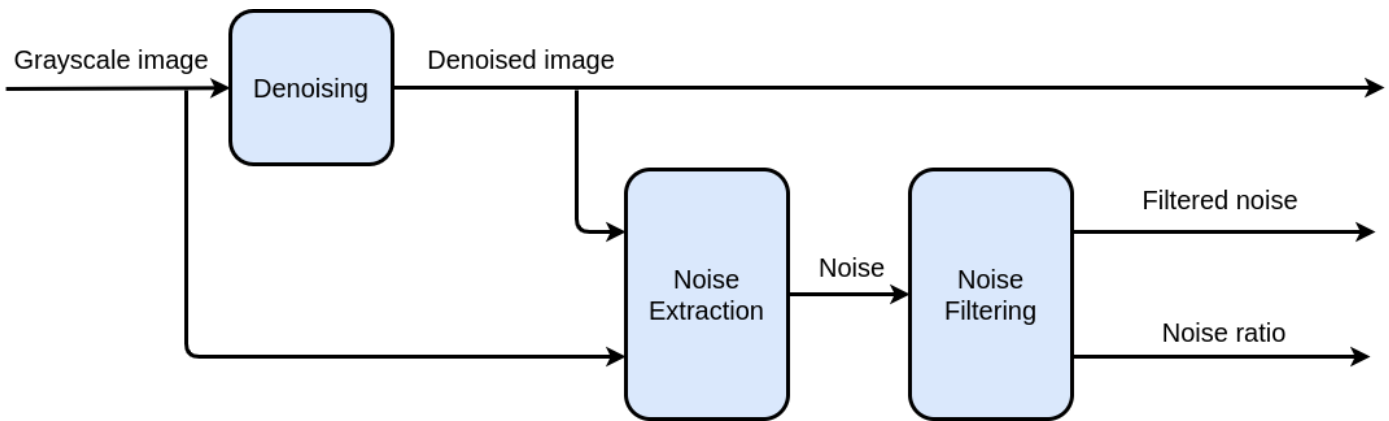 Grayscale image
Denoising
Denoised image
Noise
Extraction
Noise
Noise
Filtering
Filtered noise
Noise ratio